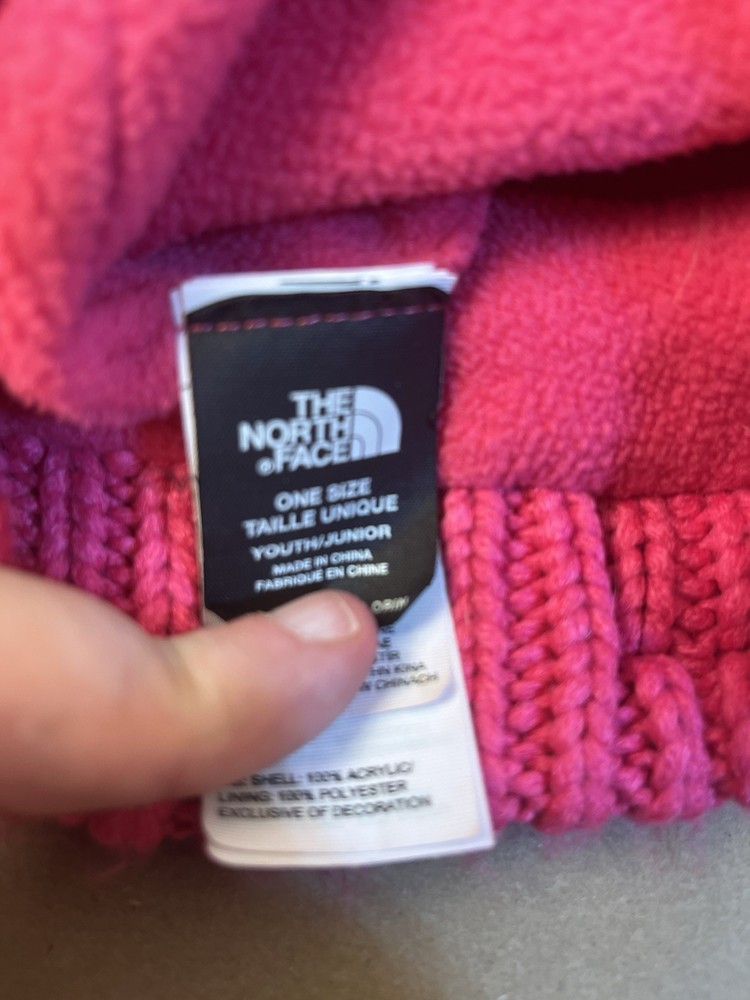 THE
NORTH
FACE
ONE SIZE
TAILLE UNIQUE
YOUTH/JUNIOR
MADE IN CHINA
FABRIQUE EN CHINE
SHELL: 100% ACRYLIC/
LINING: 100% POLYESTER
EXCLUSIVE OF DECORATION